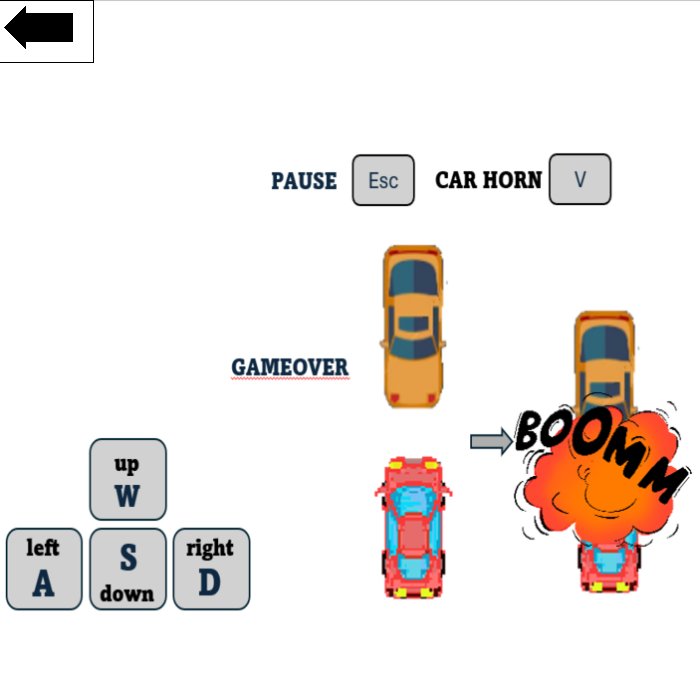 PAUSE Esc CAR HORN V
GAMEOVER
BOOMM
up
W
left
A
S
down
right
D